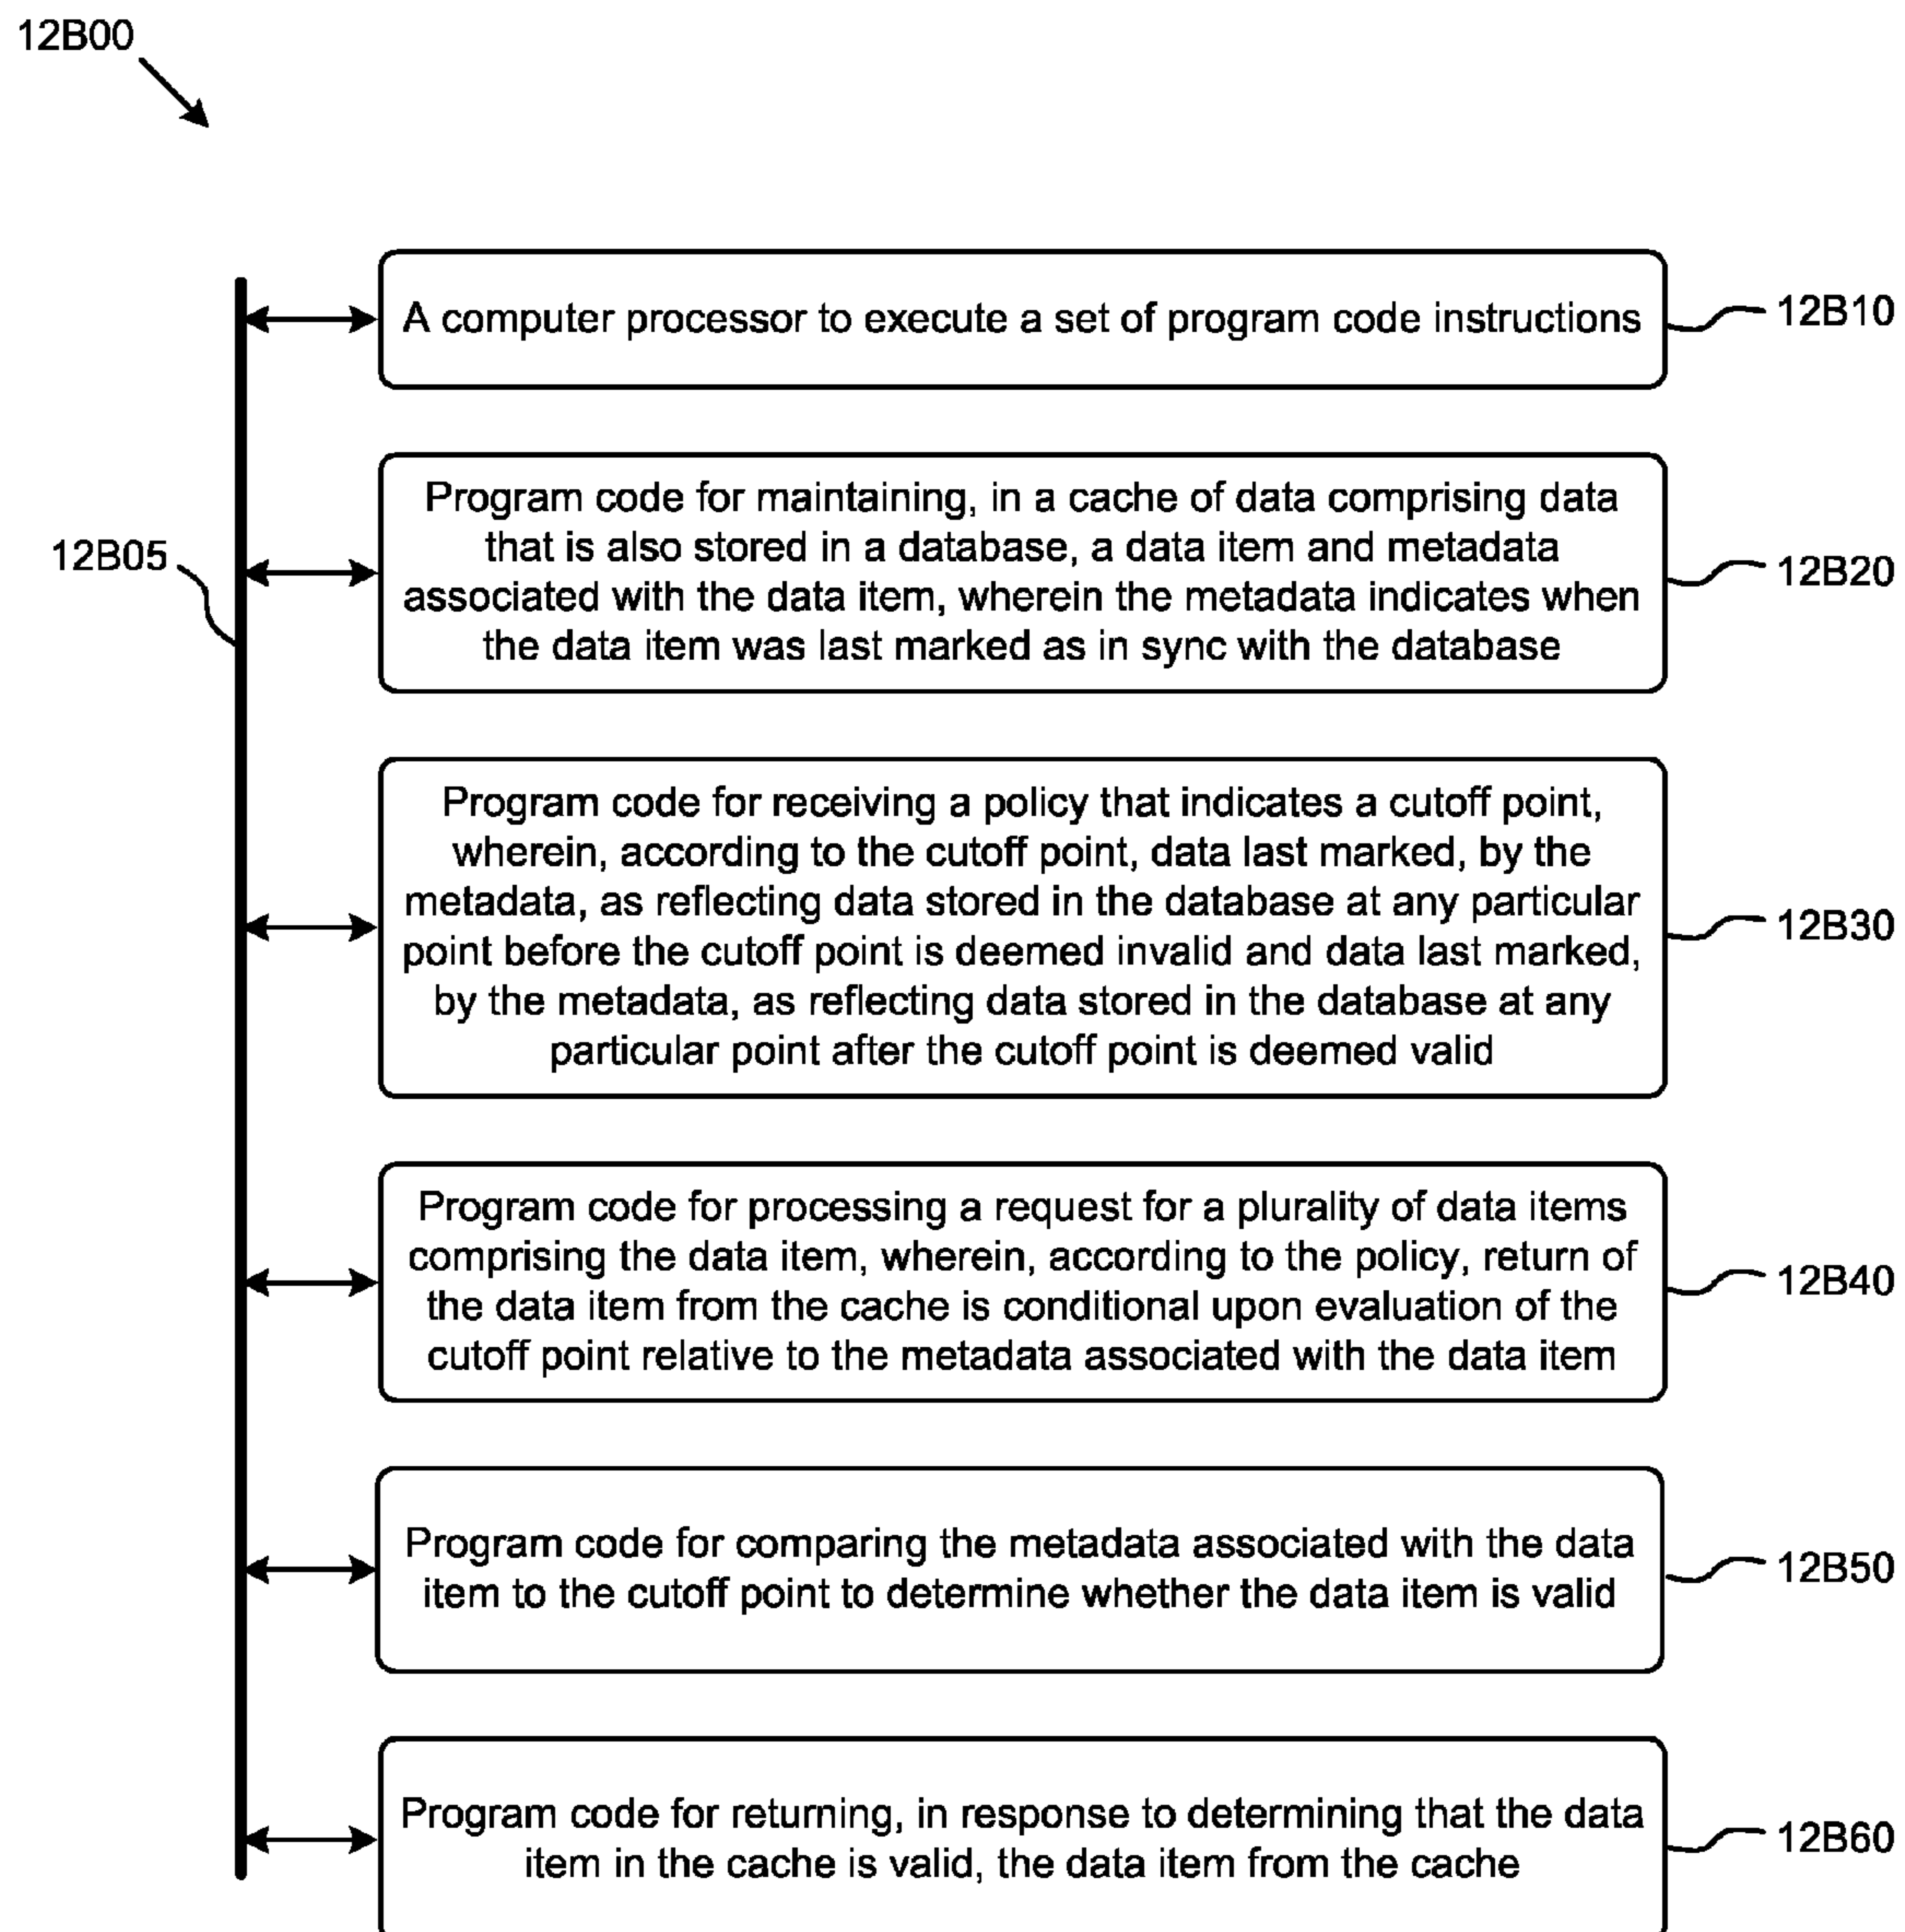 12B00
A computer processor to execute a set of program code instructions
12B10
Program code for maintaining, in a cache of data comprising data
that is also stored in a database, a data item and metadata
associated with the data item, wherein the metadata indicates when
the data item was last marked as in sync with the database
12B05
12B20
Program code for receiving a policy that indicates a cutoff point,
wherein, according to the cutoff point, data last marked, by the
metadata, as reflecting data stored in the database at any particular
point before the cutoff point is deemed invalid and data last marked,
by the metadata, as reflecting data stored in the database at any
particular point after the cutoff point is deemed valid
12B30
Program code for processing a request for a plurality of data items
comprising the data item, wherein, according to the policy, return of
the data item from the cache is conditional upon evaluation of the
cutoff point relative to the metadata associated with the data item
12B40
Program code for comparing the metadata associated with the data
item to the cutoff point to determine whether the data item is valid
12B50
Program code for returning, in response to determining that the data
item in the cache is valid, the data item from the cache
12B60